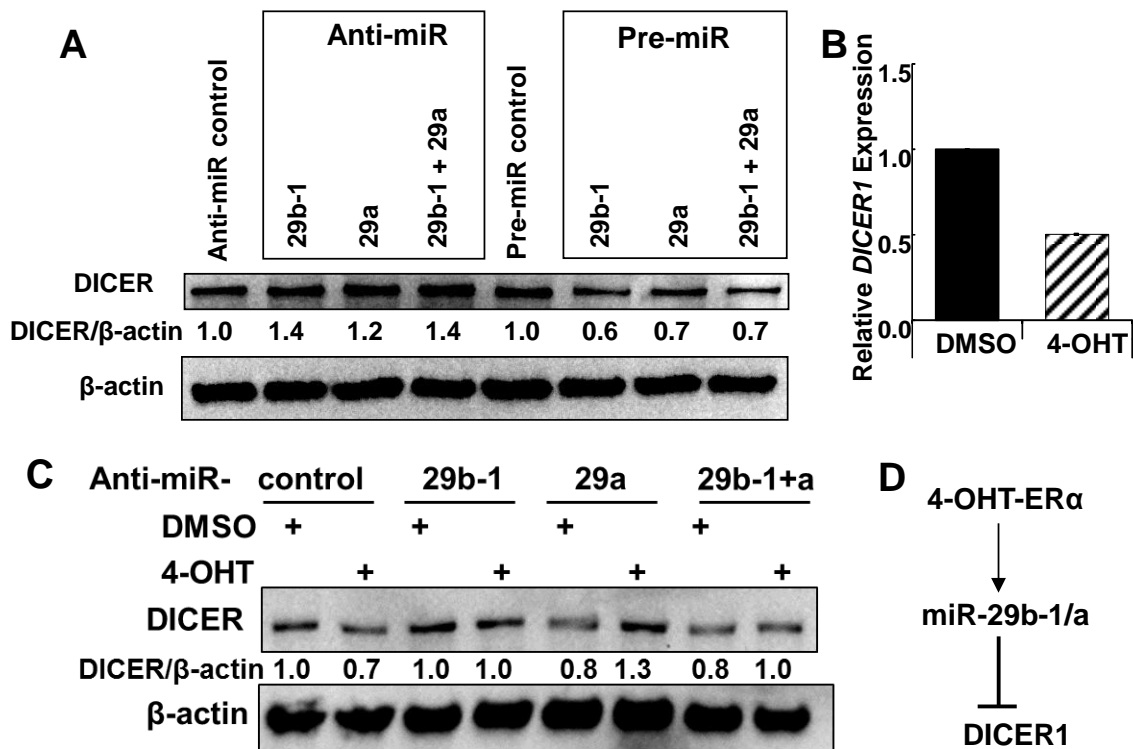 A
Anti-miR
Pre-miR
Anti-miR control
29b-1
29a
29b-1 + 29a
Pre-miR control
29b-1
29a
29b-1 + 29a
DICER
DICER/β-actin 1.0 1.4 1.2 1.4 1.0 0.6 0.7 0.7
β-actin
B
Relative DICER1 Expression
1.5
1.0
0.5
0.0
DMSO 4-OHT
C
Anti-miR- control 29b-1 29a 29b-1+a
DMSO + + + +
4-OHT + + + +
DICER
DICER/β-actin 1.0 0.7 1.0 1.0 0.8 1.3 0.8 1.0
β-actin
D
4-OHT-ERα
miR-29b-1/a
DICER1